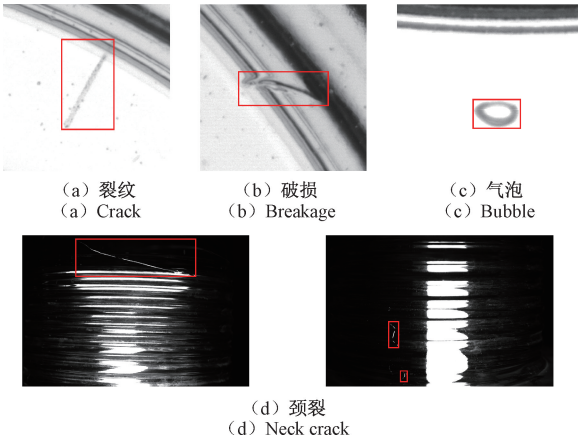 (a)裂纹
(a) Crack
(b)破损
(b) Breakage
(c)气泡
(c) Bubble
(d)颈裂
(d) Neck crack